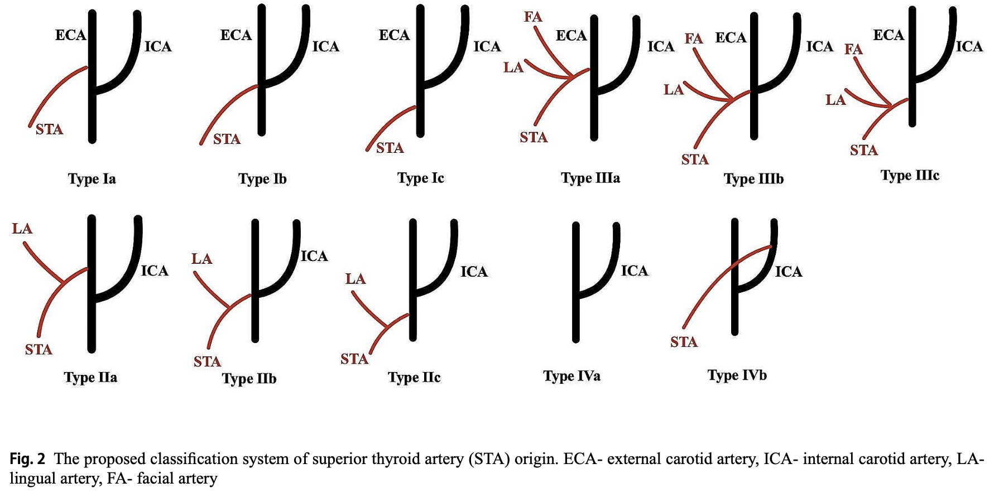 ECA
ICA
STA
Type Ia
ECA
ICA
STA
Type Ib
ECA
ICA
STA
Type Ic
FA
ECA
ICA
LA
STA
Type IIIa
FA
ECA
ICA
LA
STA
Type IIIb
ECA
ICA
FA
LA
STA
Type IIIc
LA
ICA
STA
Type IIa
LA
ICA
STA
Type IIb
LA
ICA
STA
Type IIc
ICA
Type IVa
ICA
STA
Type IVb
Fig. 2 The proposed classification system of superior thyroid artery (STA) origin. ECA- external carotid artery, ICA- internal carotid artery, LA-
lingual artery, FA- facial artery